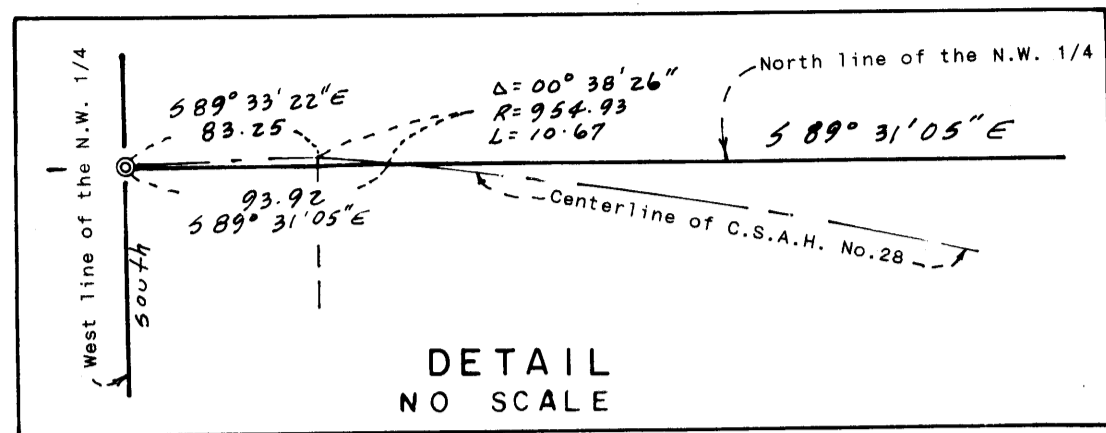 West line of the N.W. 1/4
South
S 89° 33' 22" E
83.25
Δ= 00° 38' 26"
R= 954.93
L= 10.67
North line of the N.W. 1/4
S 89° 31' 05" E
93.92
S 89° 31' 05" E
Centerline of C.S.A.H. No.28
DETAIL
NO SCALE